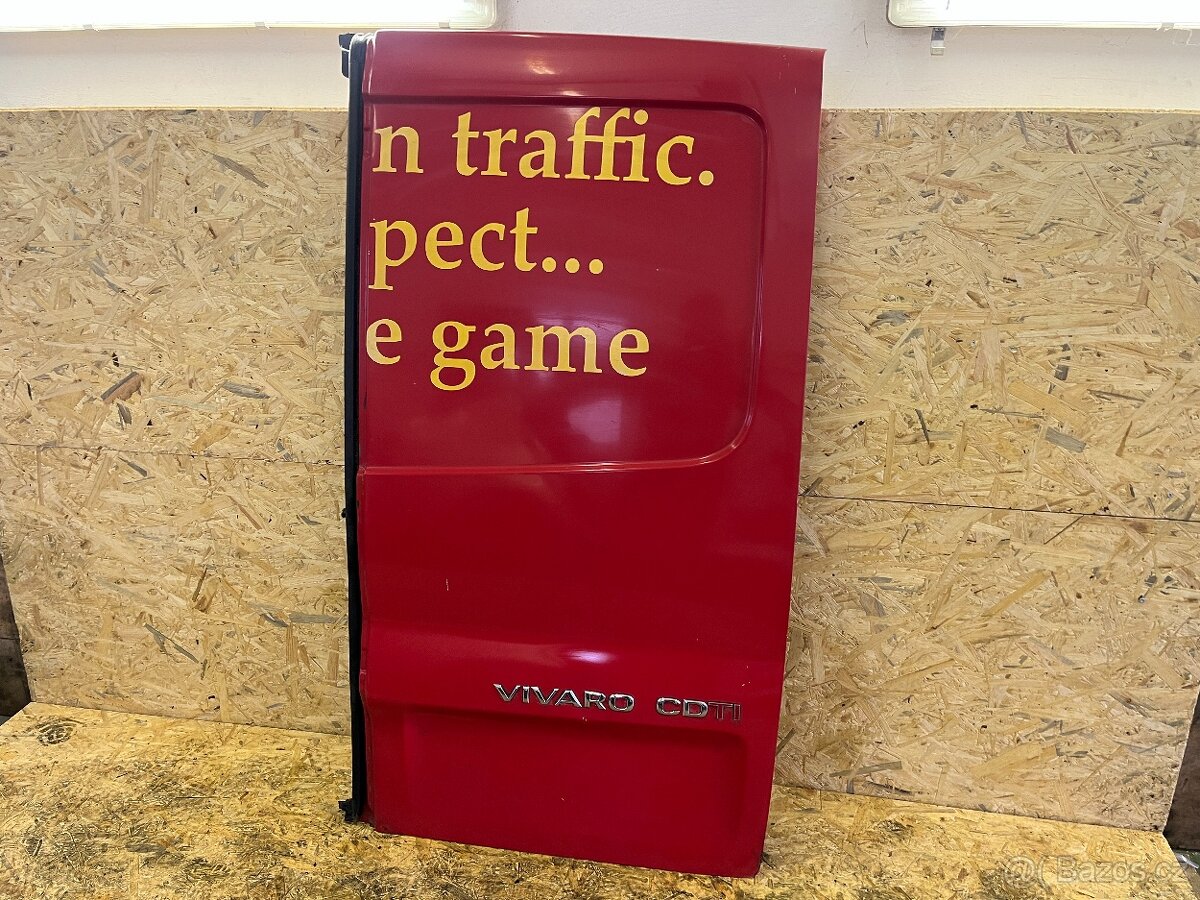 n traffic.
pect...
e game
VIVARO CDTI
@( Bazos.cz